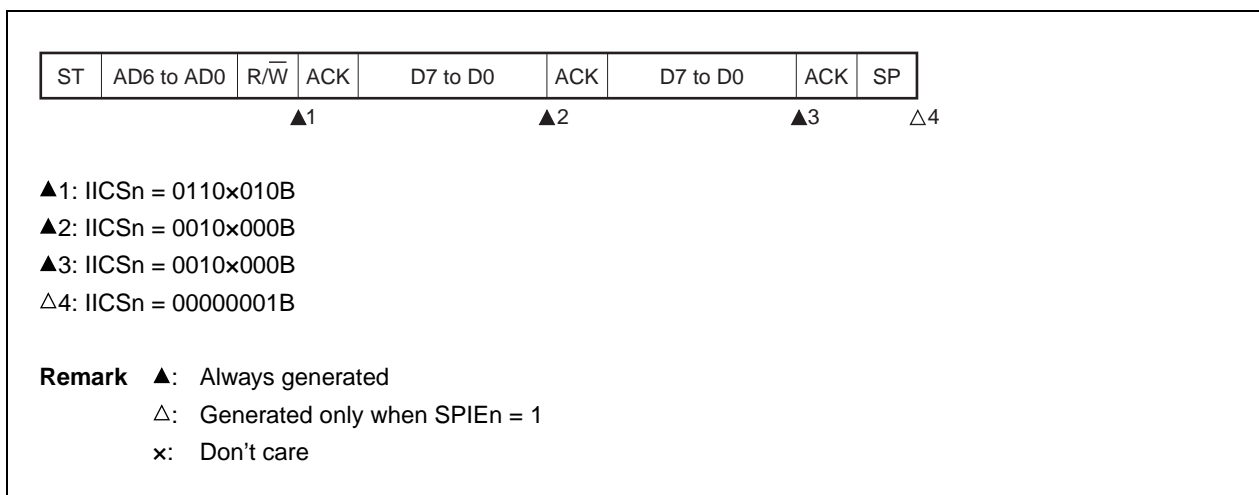 ST AD6 to AD0 R/W̅ ACK D7 to D0 ACK D7 to D0 ACK SP
▲1 ▲2 ▲3 △4
▲1: IICSn = 0110×010B
▲2: IICSn = 0010×000B
▲3: IICSn = 0010×000B
△4: IICSn = 00000001B
Remark ▲: Always generated
△: Generated only when SPIEn = 1
×: Don't care